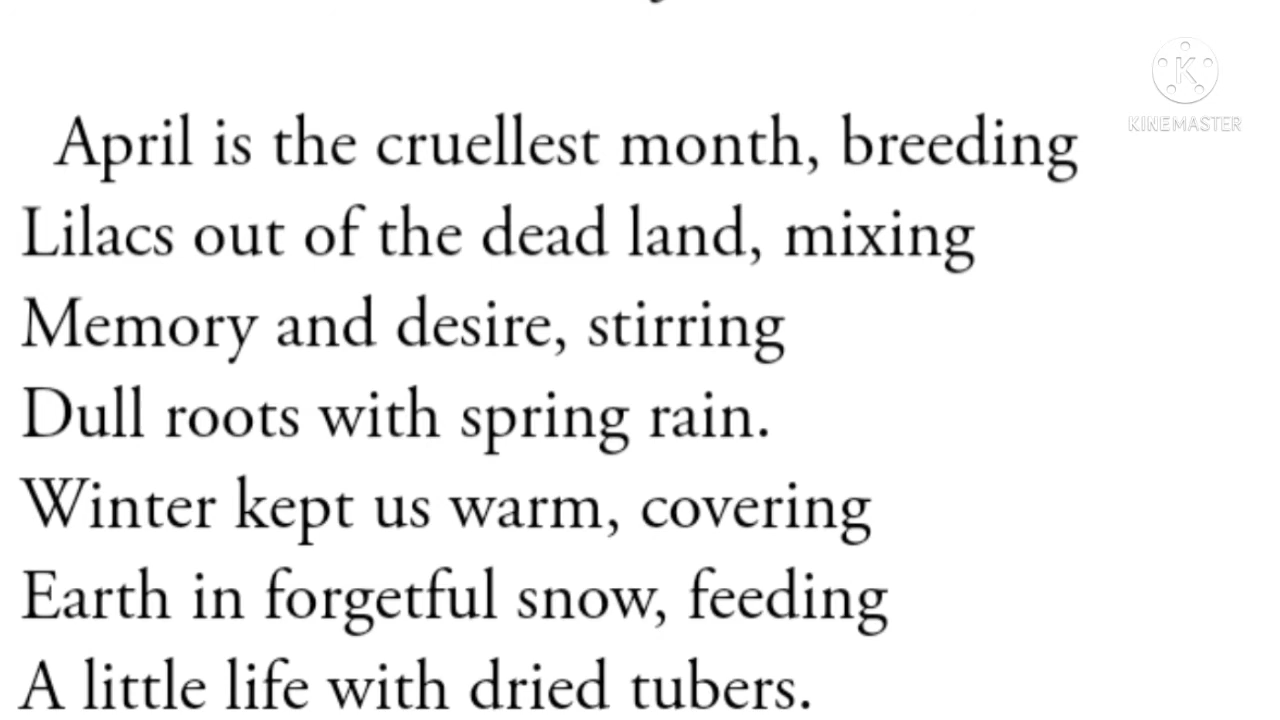 KINEMASTER
April is the cruellest month, breeding
Lilacs out of the dead land, mixing
Memory and desire, stirring
Dull roots with spring rain.
Winter kept us warm, covering
Earth in forgetful snow, feeding
A little life with dried tubers.